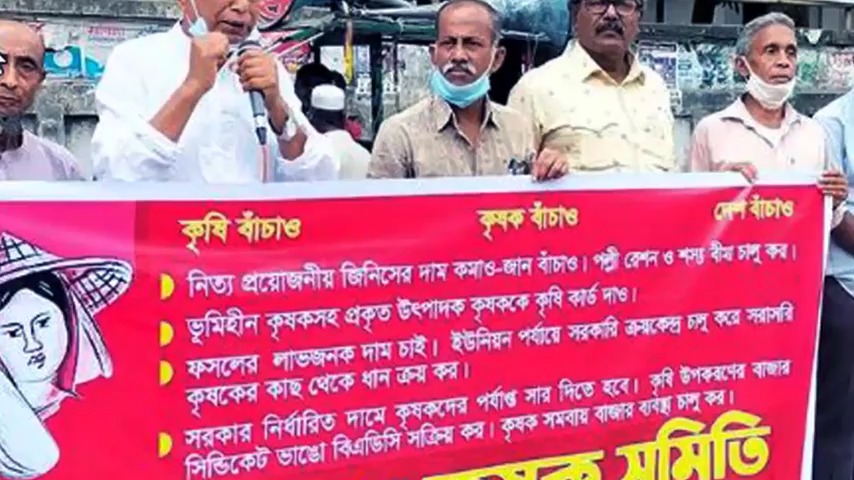 কৃষি বাঁচাও কৃষক বাঁচাও দেশ বাঁচাও
নিত্য প্রয়োজনীয় জিনিসের দাম কমাও-জান বাঁচাও। পল্লী রেশন ও শস্য বীমা চালু কর।
ভূমিহীন কৃষকসহ প্রকৃত উৎপাদক কৃষককে কৃষি কার্ড দাও।
ফসলের লাভজনক দাম চাই। ইউনিয়ন পর্যায়ে সরকারি ক্রয়কেন্দ্র চালু করে সরাসরি
কৃষকের কাছ থেকে ধান ক্রয় কর।
সরকার নির্ধারিত দামে কৃষকদের পর্যাপ্ত সার দিতে হবে। কৃষি উপকরণের বাজার
সিন্ডিকেট ভাঙো বিএডিসি সক্রিয় কর। কৃষক সমবায় বাজার ব্যবস্থা চালু কর।
কৃষক সমিতি